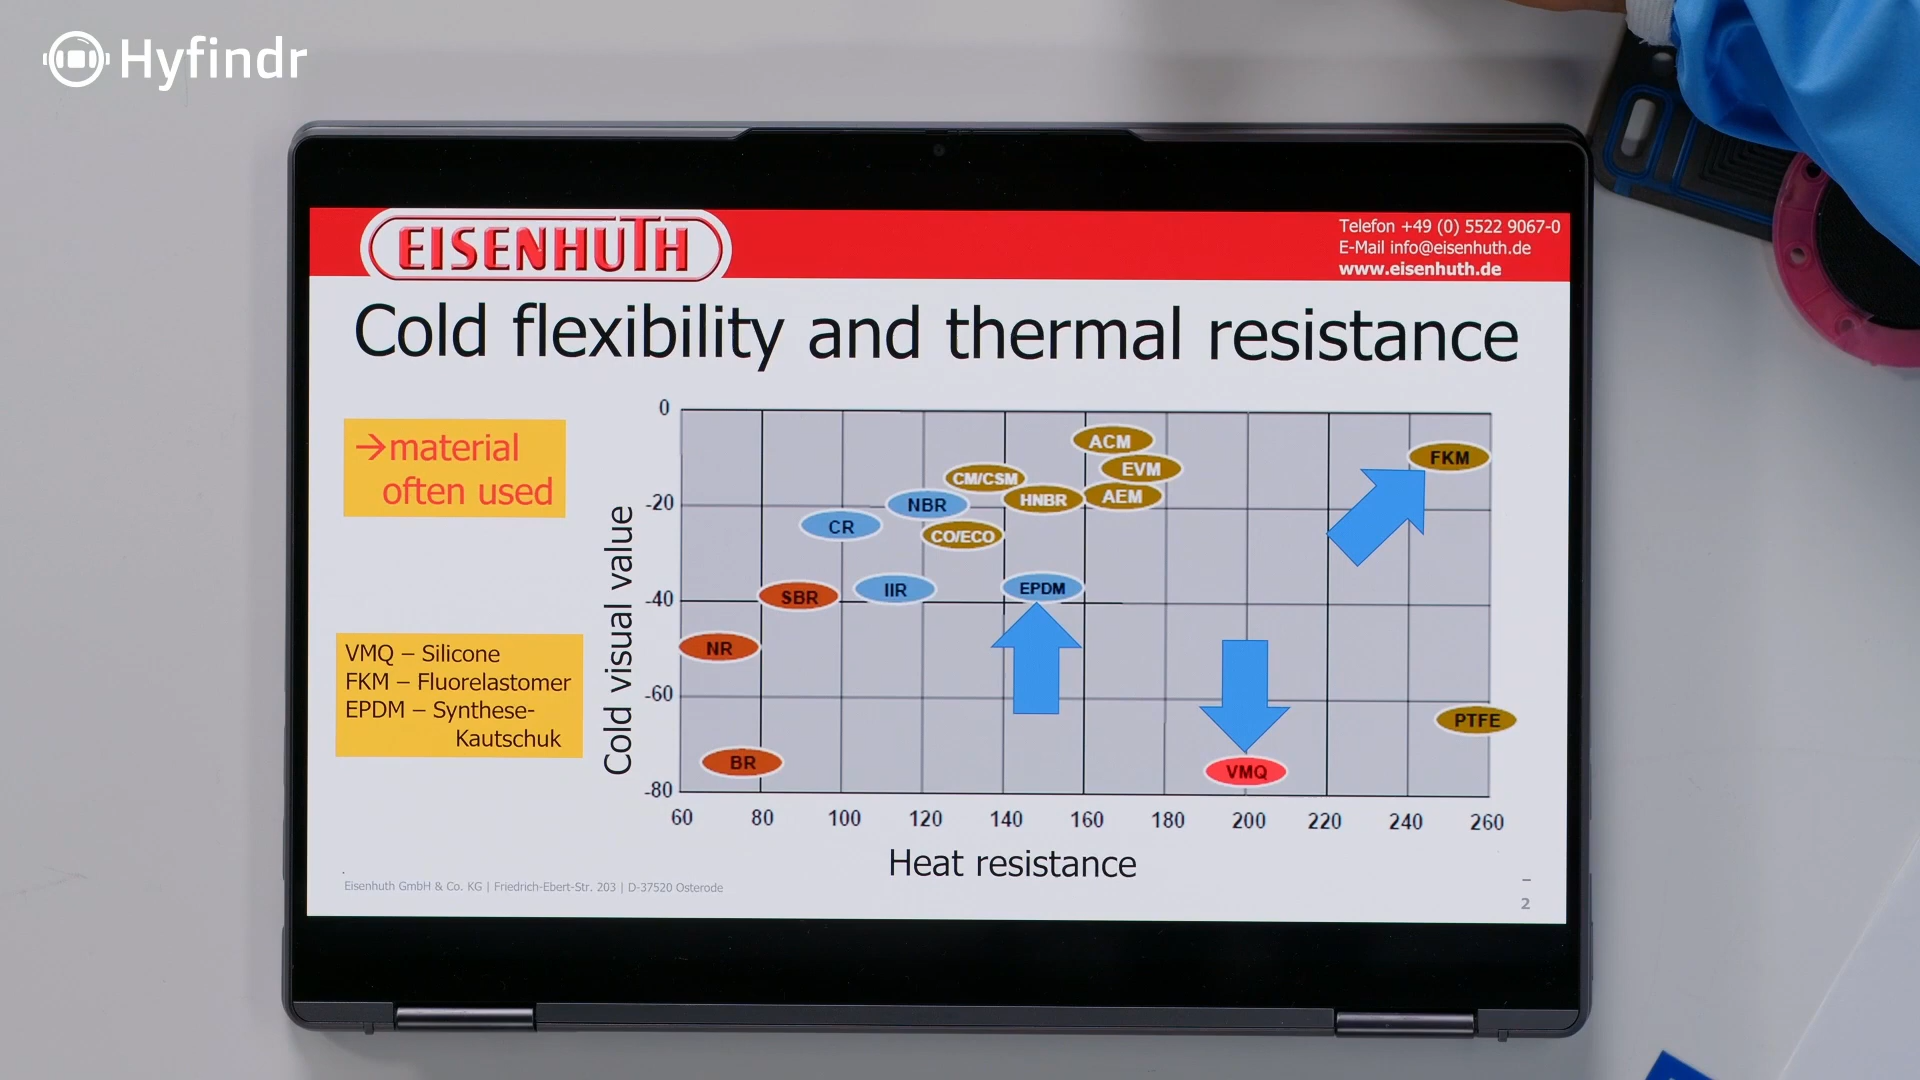 Hyfindr
EISENHUTH
Telefon +49 (0) 5522 9067-0
E-Mail info@eisenhuth.de
www.eisenhuth.de
Cold flexibility and thermal resistance
→material
often used
VMQ – Silicone
FKM – Fluorelastomer
EPDM – Synthese-
Kautschuk
Cold visual value
0
-20
-40
-60
-80
ACM
FKM
EVM
CM/CSM
AEM
HNBR
NBR
CR
CO/ECO
EPDM
IIR
SBR
NR
PTFE
BR
VMQ
60 80 100 120 140 160 180 200 220 240 260
Heat resistance
Eisenhuth GmbH & Co. KG | Friedrich-Ebert-Str. 203 | D-37520 Osterode
–
2